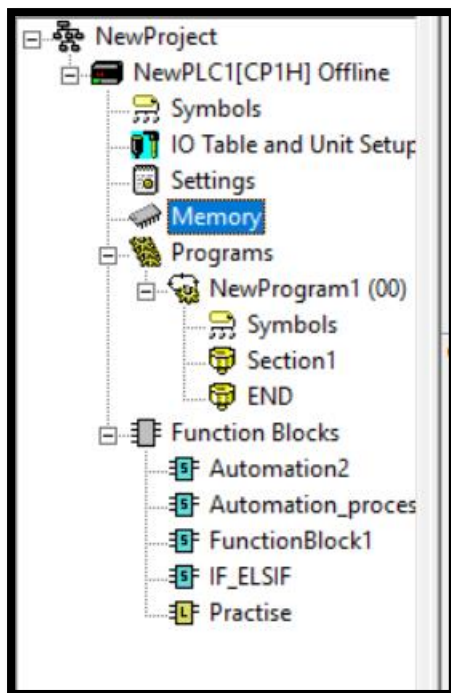 NewProject
NewPLC1[CP1H] Offline
Symbols
IO Table and Unit Setup
Settings
Memory
Programs
NewProgram1 (00)
Symbols
Section1
END
Function Blocks
Automation2
Automation_proces
FunctionBlock1
IF_ELSIF
Practise